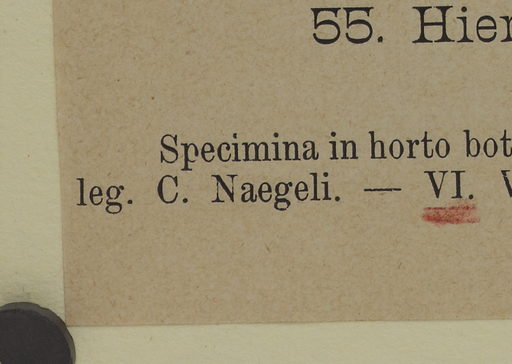 55. Hier
Specimina in horto bot
leg. C. Naegeli. — VI. V